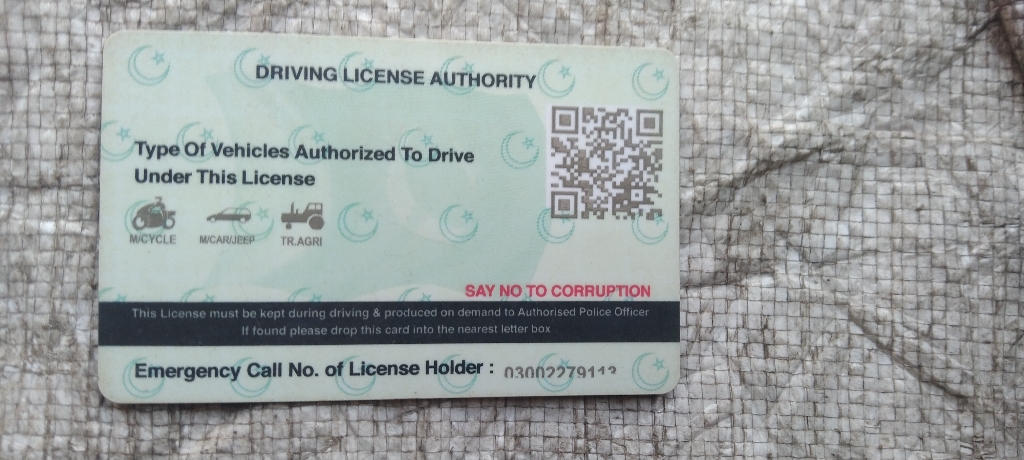 DRIVING LICENSE AUTHORITY
Type Of Vehicles Authorized To Drive
Under This License
M/CYCLE M/CAR/JEEP TR.AGRI
SAY NO TO CORRUPTION
This License must be kept during driving & produced on demand to Authorised Police Officer
If found please drop this card into the nearest letter box
Emergency Call No. of License Holder : 03002279113